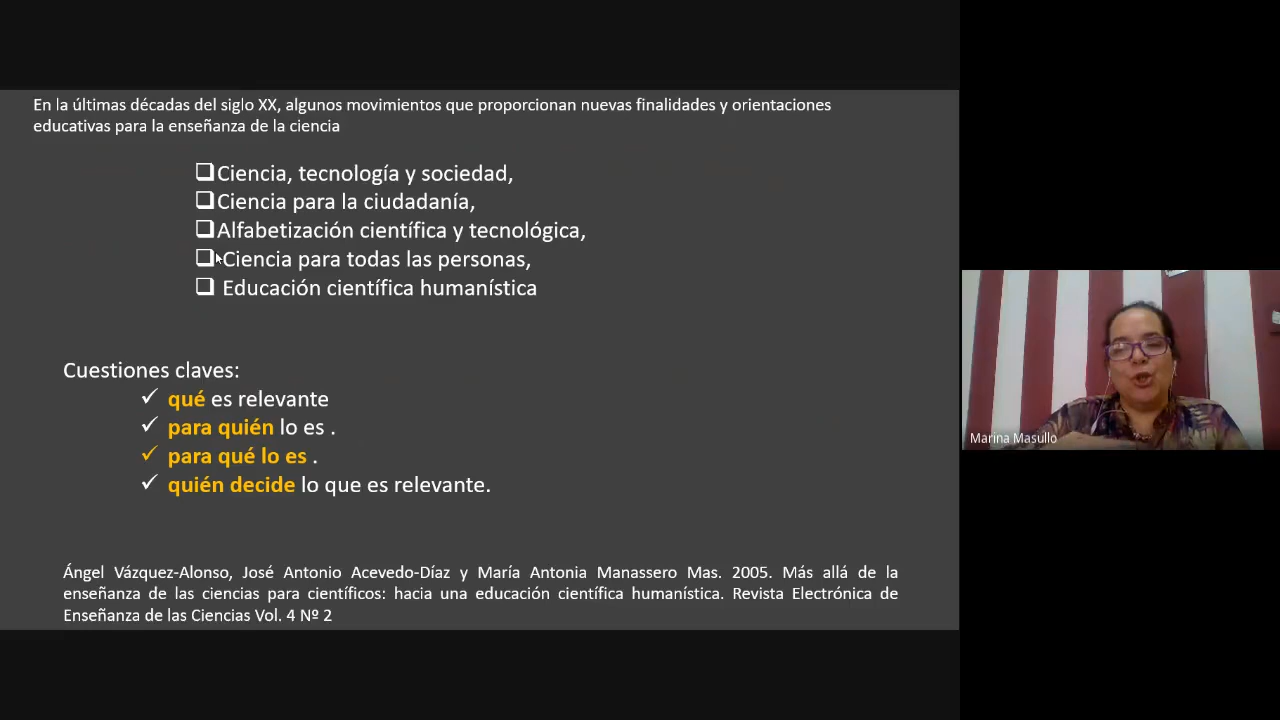 En la últimas décadas del siglo XX, algunos movimientos que proporcionan nuevas finalidades y orientaciones
educativas para la enseñanza de la ciencia
Ciencia, tecnología y sociedad,
Ciencia para la ciudadanía,
Alfabetización científica y tecnológica,
Ciencia para todas las personas,
Educación científica humanística
Cuestiones claves:
qué es relevante
para quién lo es .
para qué lo es .
quién decide lo que es relevante.
Ángel Vázquez-Alonso, José Antonio Acevedo-Díaz y María Antonia Manassero Mas. 2005. Más allá de la
enseñanza de las ciencias para científicos: hacia una educación científica humanística. Revista Electrónica de
Enseñanza de las Ciencias Vol. 4 Nº 2
Marina Masullo